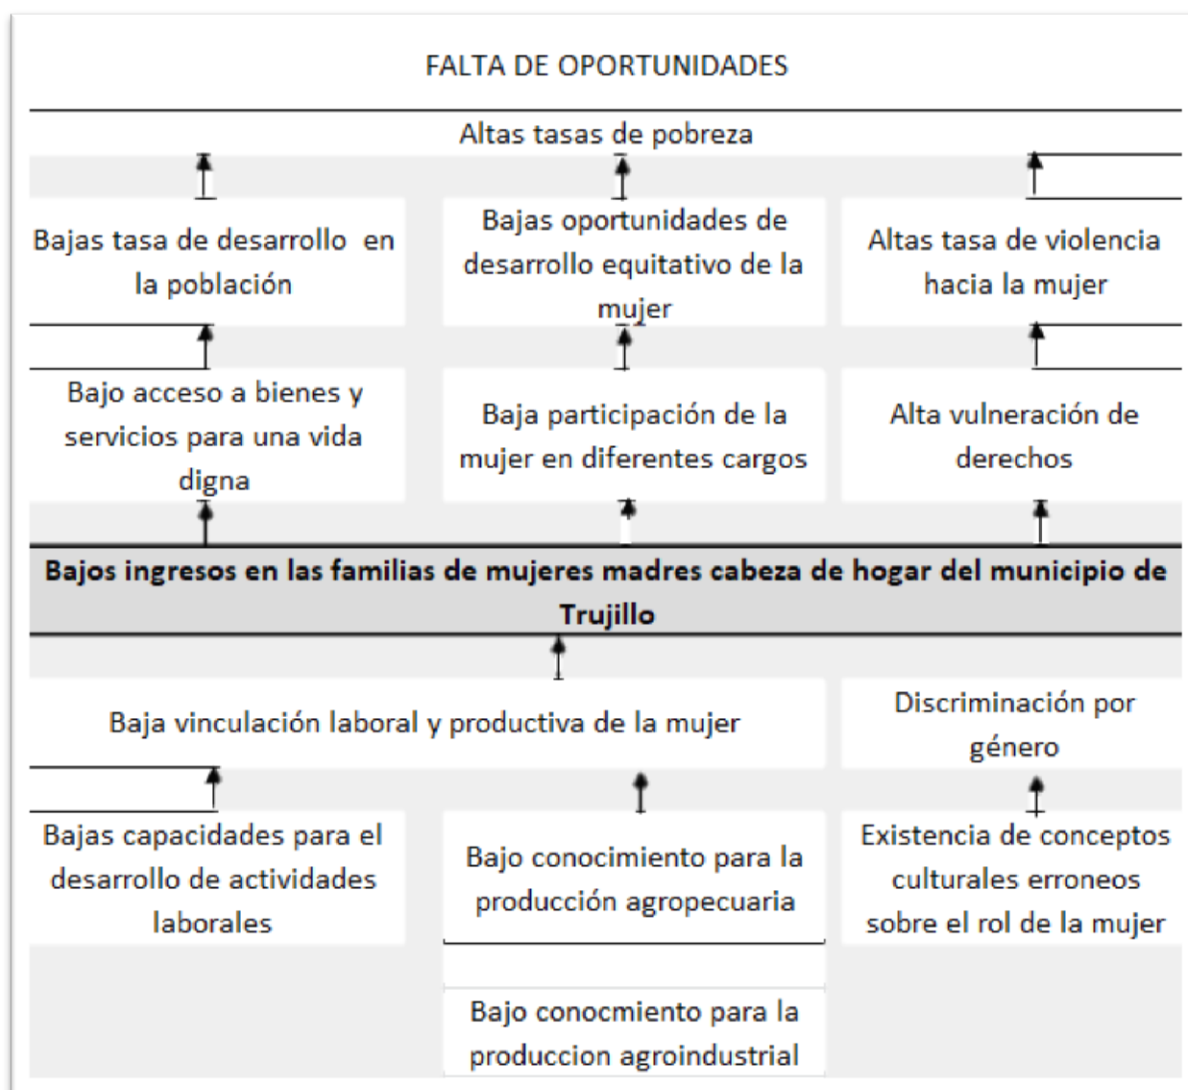 FALTA DE OPORTUNIDADES
Altas tasas de pobreza
Bajas tasa de desarrollo en
la población
Bajas oportunidades de
desarrollo equitativo de la
mujer
Altas tasa de violencia
hacia la mujer
Bajo acceso a bienes y
servicios para una vida
digna
Baja participación de la
mujer en diferentes cargos
Alta vulneración de
derechos
Bajos ingresos en las familias de mujeres madres cabeza de hogar del municipio de
Trujillo
Baja vinculación laboral y productiva de la mujer
Discriminación por
género
Bajas capacidades para el
desarrollo de actividades
laborales
Bajo conocimiento para la
producción agropecuaria
Existencia de conceptos
culturales erroneos
sobre el rol de la mujer
Bajo conocmiento para la
produccion agroindustrial